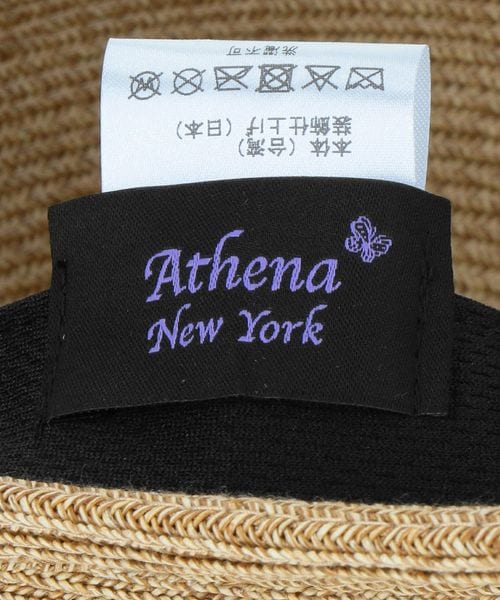 本体（台湾）
装飾仕上げ（日本）
洗濯不可
Athena
New York